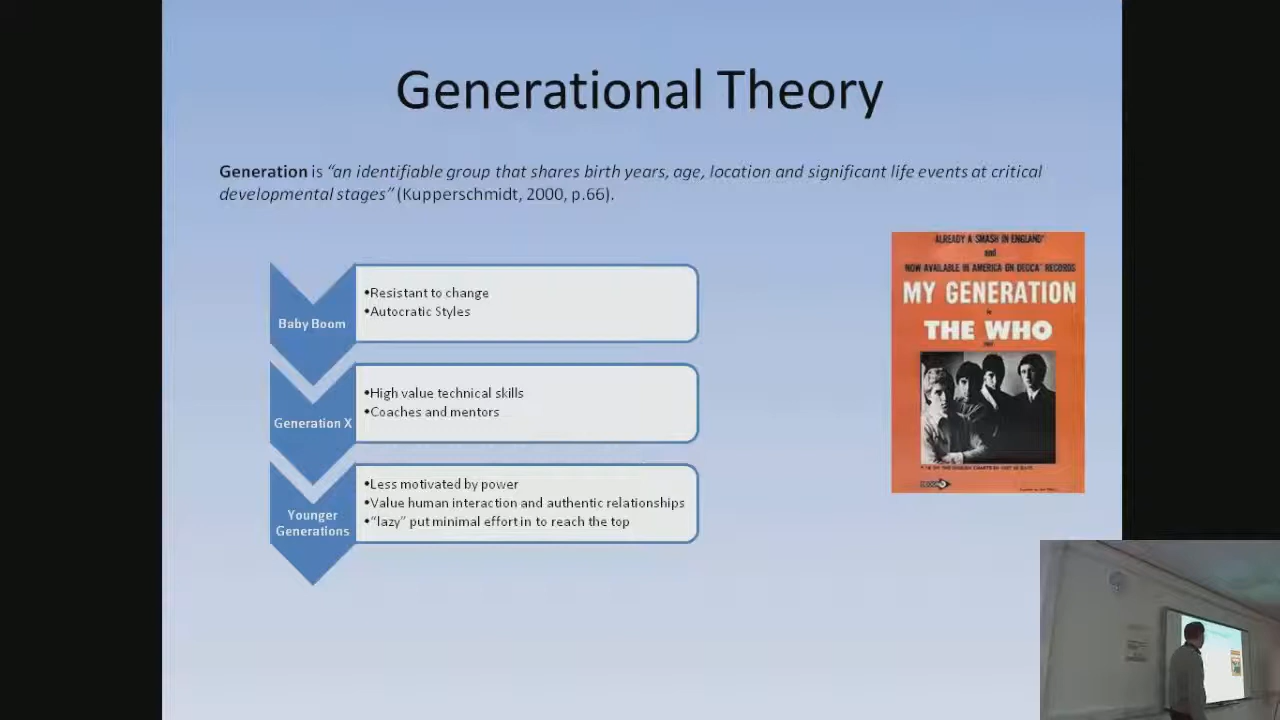 Generational Theory
Generation is “an identifiable group that shares birth years, age, location and significant life events at critical
developmental stages” (Kupperschmidt, 2000, p.66).
Baby Boom
•Resistant to change
•Autocratic Styles
Generation X
•High value technical skills
•Coaches and mentors
Younger
Generations
•Less motivated by power
•Value human interaction and authentic relationships
•“lazy” put minimal effort in to reach the top
ALREADY A SMASH IN ENGLAND"
and
NOW AVAILABLE IN AMERICA ON DECCA RECORDS
MY GENERATION
THE WHO